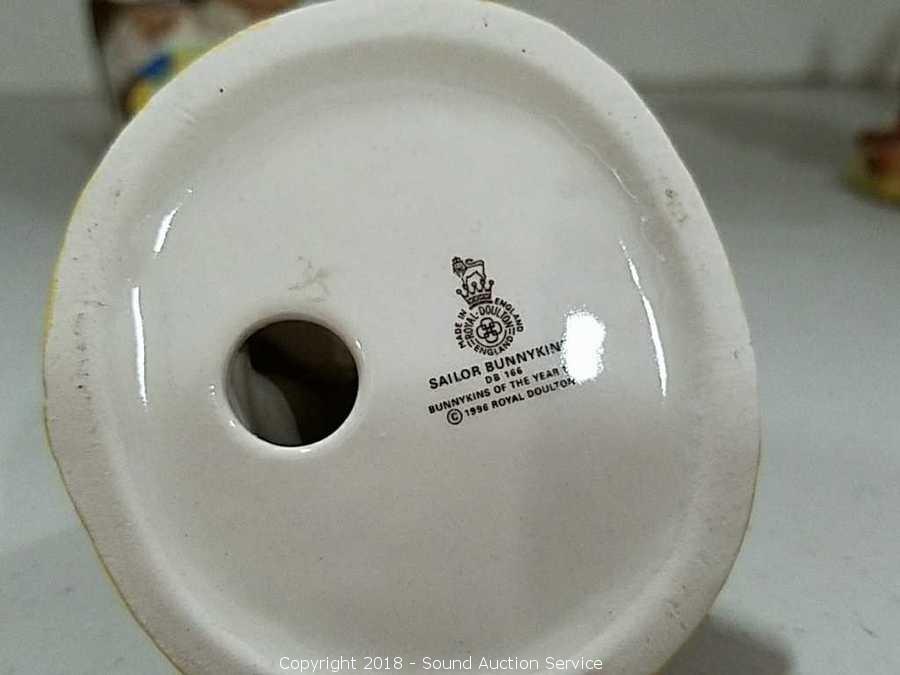 MADE IN ENGLAND
ROYAL-DOULTON
ENGLAND
SAILOR BUNNYKIN
DB 166
BUNNYKINS OF THE YEAR
© 1996 ROYAL DOULTON
Copyright 2018 - Sound Auction Service